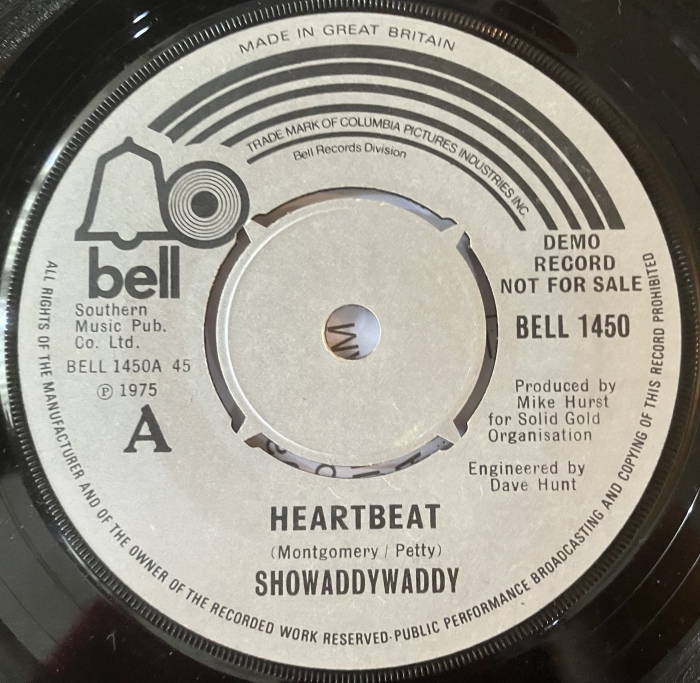 MADE IN GREAT BRITAIN
TRADE MARK OF COLUMBIA PICTURES INDUSTRIES INC.
Bell Records Division
bell
DEMO
RECORD
NOT FOR SALE
BELL 1450
Southern
Music Pub.
Co. Ltd.
BELL 1450A 45
℗ 1975
A
Produced by
Mike Hurst
for Solid Gold
Organisation
Engineered by
Dave Hunt
HEARTBEAT
(Montgomery / Petty)
SHOWADDYWADDY
ALL RIGHTS OF THE MANUFACTURER AND OF THE OWNER OF THE RECORDED WORK RESERVED·PUBLIC PERFORMANCE BROADCASTING AND COPYING OF THIS RECORD PROHIBITED